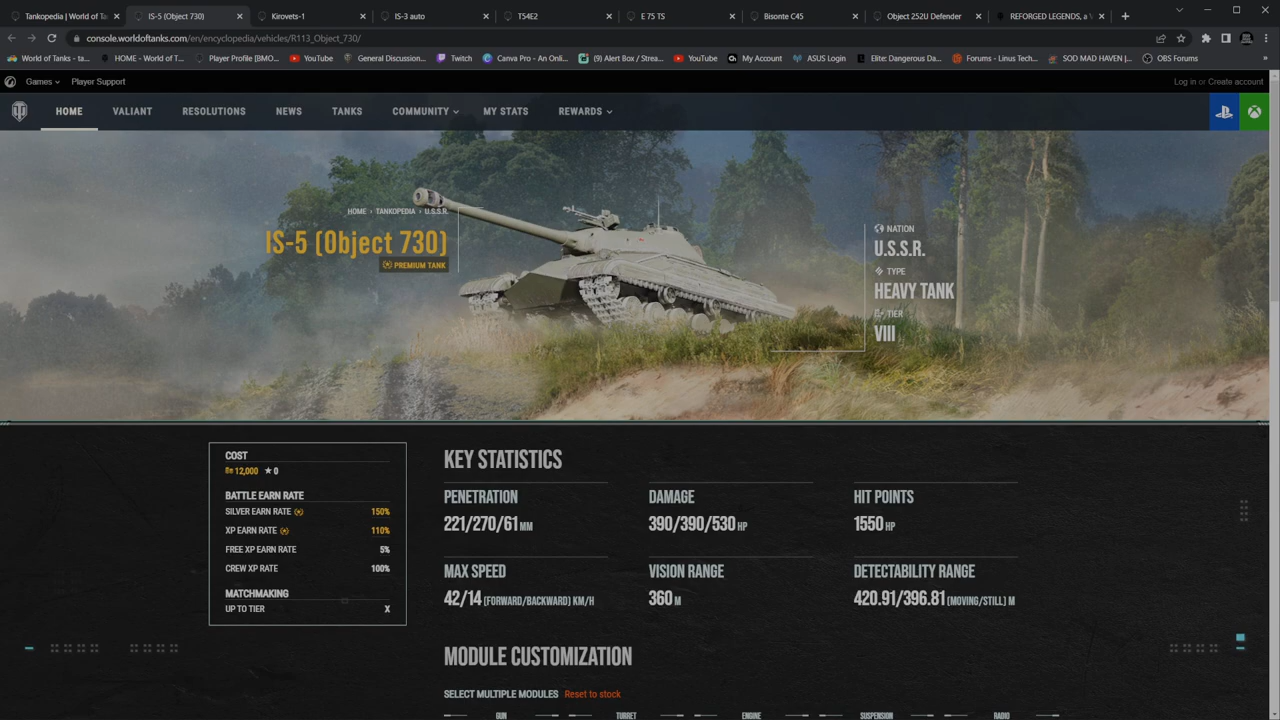 Tankopedia | World of Ta
IS-5 (Object 730)
Kirovets-1
IS-3 auto
T54E2
E 75 TS
Bisonte C45
Object 252U Defender
REFORGED LEGENDS, a
console.worldoftanks.com/en/encyclopedia/vehicles/R113_Object_730/
World of Tanks - ta...
HOME - World of T...
Player Profile [BMO...
YouTube
General Discussion...
Twitch
Canva Pro - An Onli...
(9) Alert Box / Strea...
YouTube
My Account
ASUS Login
Elite: Dangerous Da...
Forums - Linus Tech...
SOD MAD HAVEN |...
OBS Forums
Games
Player Support
Log in or Create account
HOME
VALIANT
RESOLUTIONS
NEWS
TANKS
COMMUNITY
MY STATS
REWARDS
HOME › TANKOPEDIA › U.S.S.R.
IS-5 (Object 730)
PREMIUM TANK
NATION
U.S.S.R.
TYPE
HEAVY TANK
TIER
VIII
COST
12,000 ★ 0
BATTLE EARN RATE
SILVER EARN RATE 150%
XP EARN RATE 110%
FREE XP EARN RATE 5%
CREW XP RATE 100%
MATCHMAKING
UP TO TIER X
KEY STATISTICS
PENETRATION
221/270/61 MM
DAMAGE
390/390/530 HP
HIT POINTS
1550 HP
MAX SPEED
42/14 (FORWARD/BACKWARD) KM/H
VISION RANGE
360 M
DETECTABILITY RANGE
420.91/396.81 (MOVING/STILL) M
MODULE CUSTOMIZATION
SELECT MULTIPLE MODULES Reset to stock
GUN
TURRET
ENGINE
SUSPENSION
RADIO